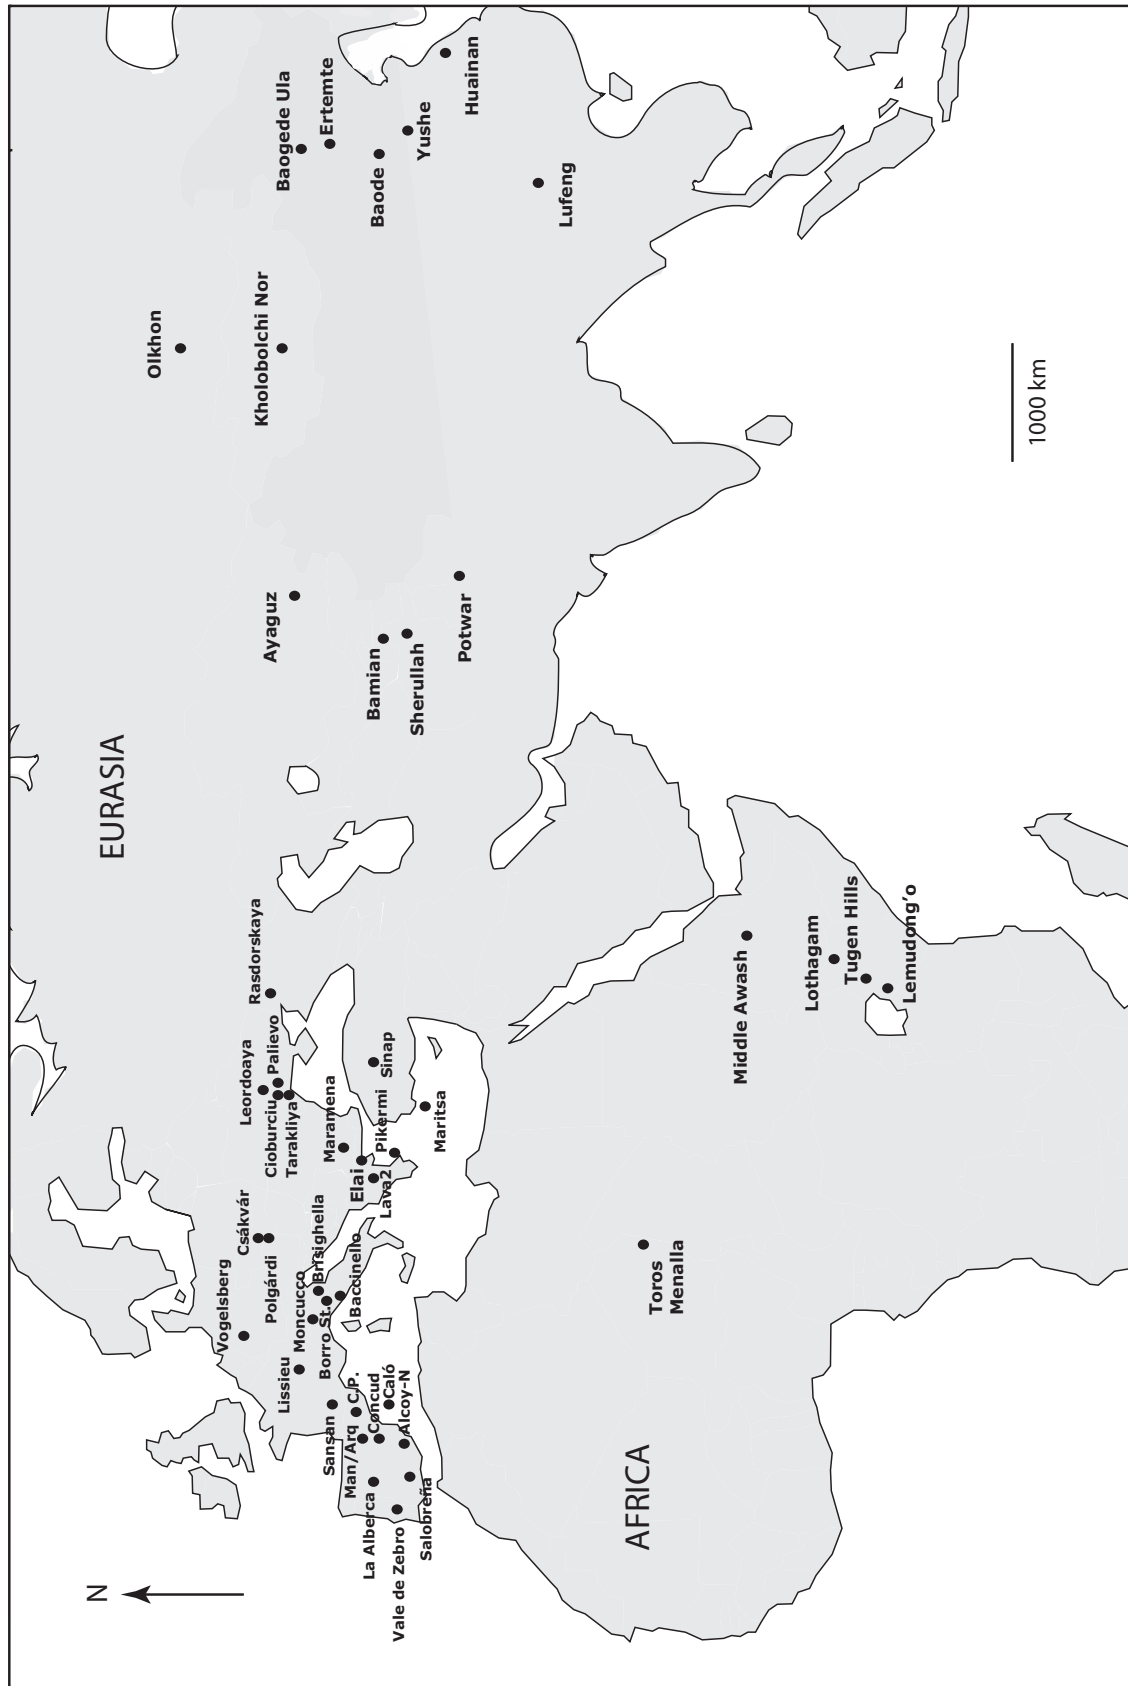 N
EURASIA
AFRICA
Vogelsberg
Csákvár
Polgárdi
Leordoaya
Palievo
Cioburciu
Tarakliya
Rasdorskaya
Lissieu
Moncucco
Borro St.
Brisighella
Baccinello
Maramena
Elai
Lava2
Pikermi
Sinap
Maritsa
Sansan
Man/Arq
C.P.
Concud
Caló
Alcoy-N
La Alberca
Vale de Zebro
Salobreña
Toros
Menalla
Middle Awash
Lothagam
Tugen Hills
Lemudong’o
Ayaguz
Bamian
Sherullah
Potwar
Olkhon
Kholobolchi Nor
Baogede Ula
Ertemte
Baode
Yushe
Huainan
Lufeng
1000 km